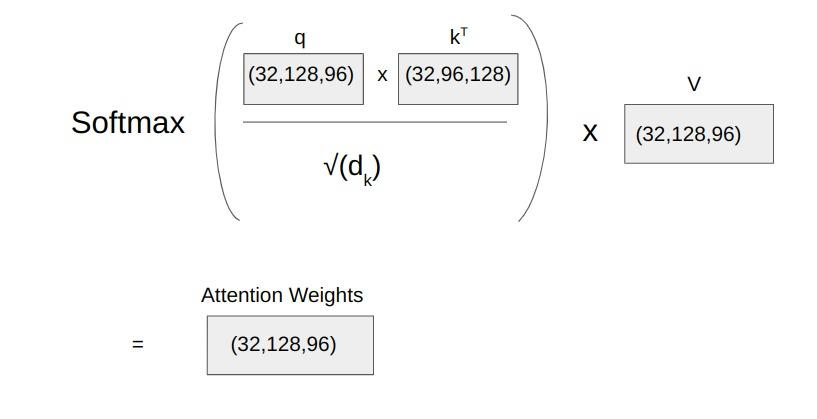 q
kᵀ
(32,128,96) x (32,96,128)
V
Softmax
x
(32,128,96)
√(dₖ)
Attention Weights
=
(32,128,96)